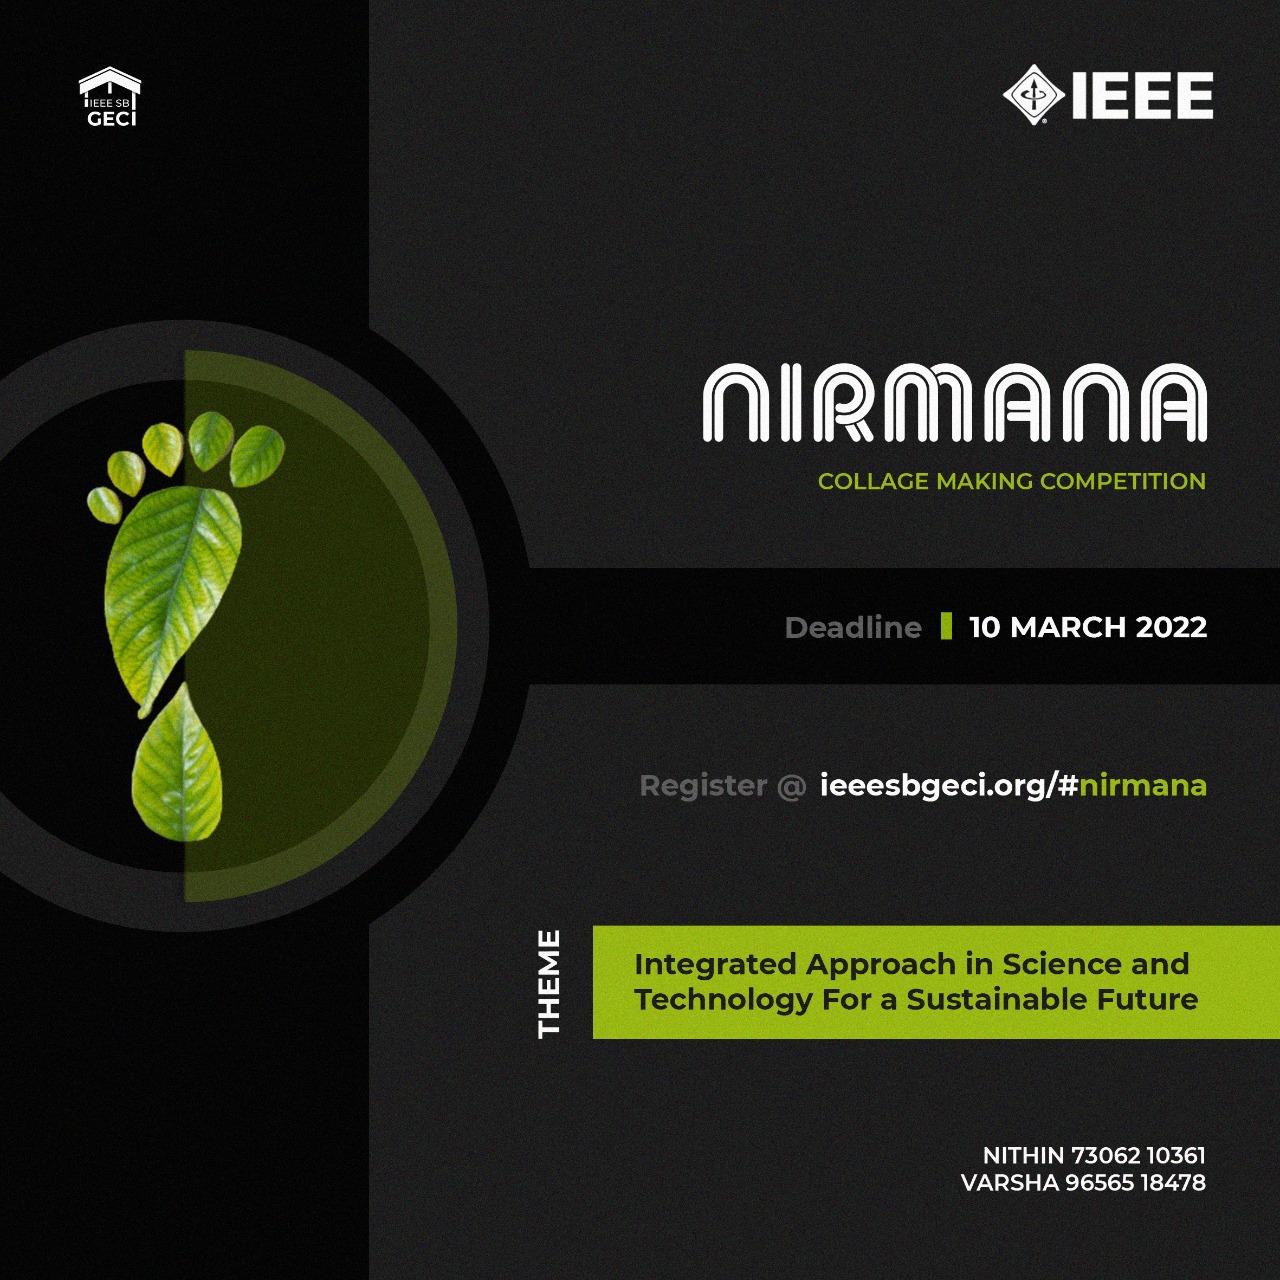 IEEE SB
GECI
IEEE
NIRMANA
COLLAGE MAKING COMPETITION
Deadline 10 MARCH 2022
Register @ ieeesbgeci.org/#nirmana
THEME
Integrated Approach in Science and
Technology For a Sustainable Future
NITHIN 73062 10361
VARSHA 96565 18478